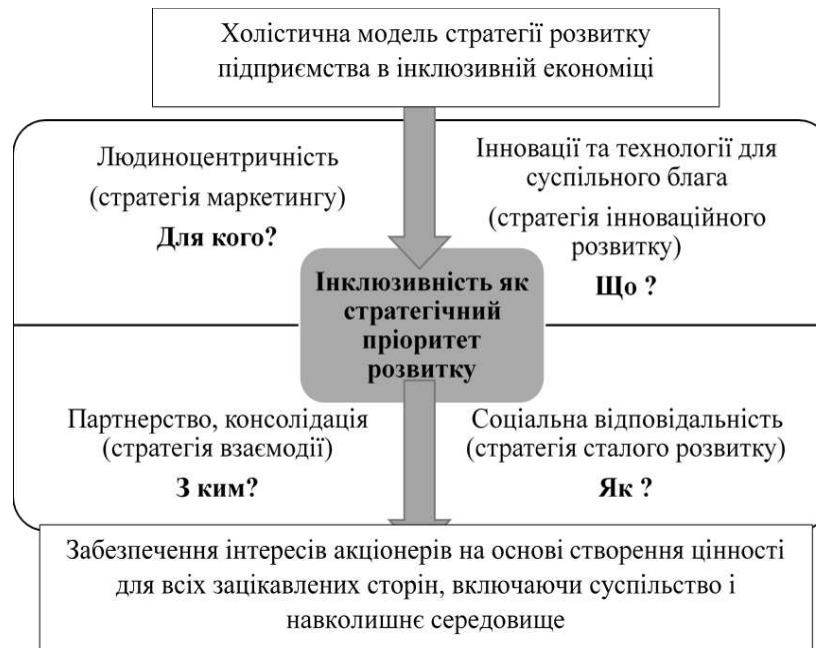 Холістична модель стратегії розвитку
підприємства в інклюзивній економіці
Людиноцентричність
(стратегія маркетингу)
Для кого?
Інновації та технології для
суспільного блага
(стратегія інноваційного
розвитку)
Що ?
Інклюзивність як
стратегічний
пріоритет
розвитку
Партнерство, консолідація
(стратегія взаємодії)
З ким?
Соціальна відповідальність
(стратегія сталого розвитку)
Як ?
Забезпечення інтересів акціонерів на основі створення цінності
для всіх зацікавлених сторін, включаючи суспільство і
навколишнє середовище